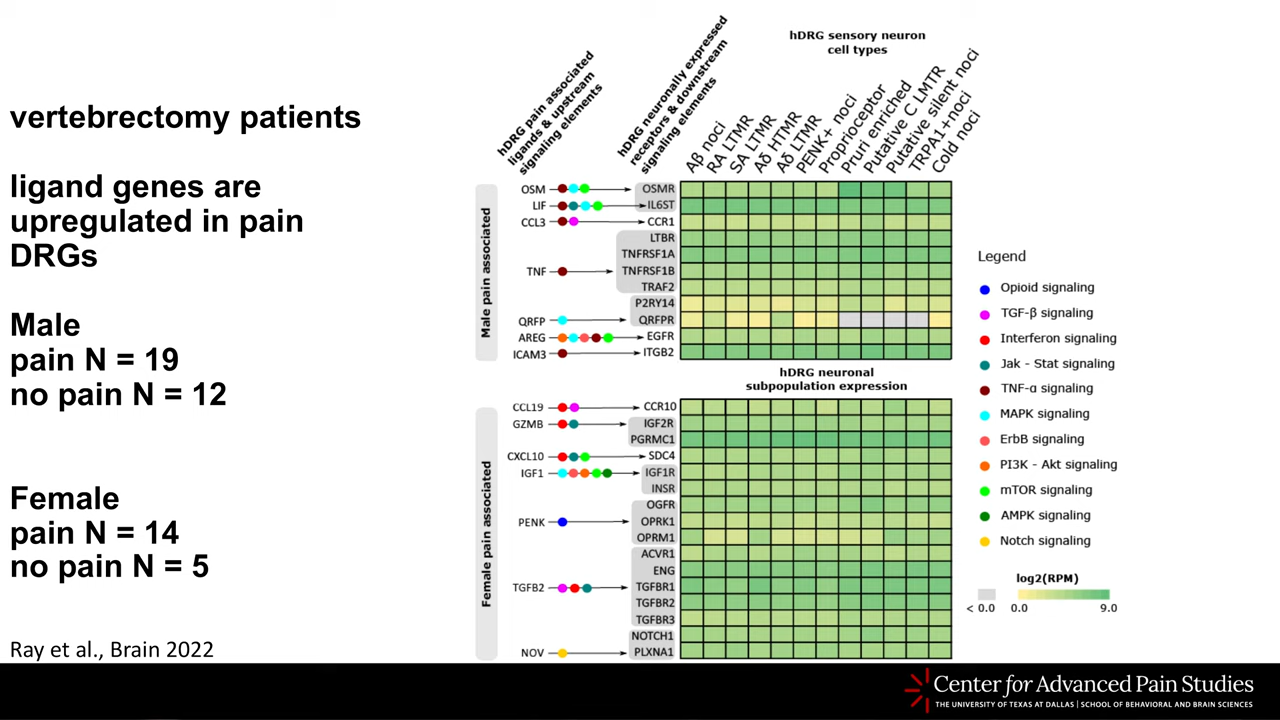 vertebrectomy patients
ligand genes are
upregulated in pain
DRGs
Male
pain N = 19
no pain N = 12
Female
pain N = 14
no pain N = 5
Ray et al., Brain 2022
hDRG pain associated
ligands & upstream
signaling elements
hDRG neuronally expressed
receptors & downstream
signaling elements
hDRG sensory neuron
cell types
Aβ noci
RA LTMR
SA LTMR
Aδ HTMR
Aδ LTMR
PENK+ noci
Proprioceptor
Pruri enriched
Putative C LMTR
Putative silent noci
TRPA1+noci
Cold noci
Male pain associated
OSM
OSMR
LIF
IL6ST
CCL3
CCR1
LTBR
TNFRSF1A
TNF
TNFRSF1B
TRAF2
P2RY14
QRFP
QRFPR
AREG
EGFR
ICAM3
ITGB2
hDRG neuronal
subpopulation expression
Female pain associated
CCL19
CCR10
GZMB
IGF2R
PGRMC1
CXCL10
SDC4
IGF1
IGF1R
INSR
OGFR
PENK
OPRK1
OPRM1
ACVR1
ENG
TGFB2
TGFBR1
TGFBR2
TGFBR3
NOTCH1
NOV
PLXNA1
Legend
Opioid signaling
TGF-β signaling
Interferon signaling
Jak - Stat signaling
TNF-α signaling
MAPK signaling
ErbB signaling
PI3K - Akt signaling
mTOR signaling
AMPK signaling
Notch signaling
log2(RPM)
< 0.0 0.0 9.0
Center for Advanced Pain Studies
THE UNIVERSITY OF TEXAS AT DALLAS | SCHOOL OF BEHAVIORAL AND BRAIN SCIENCES